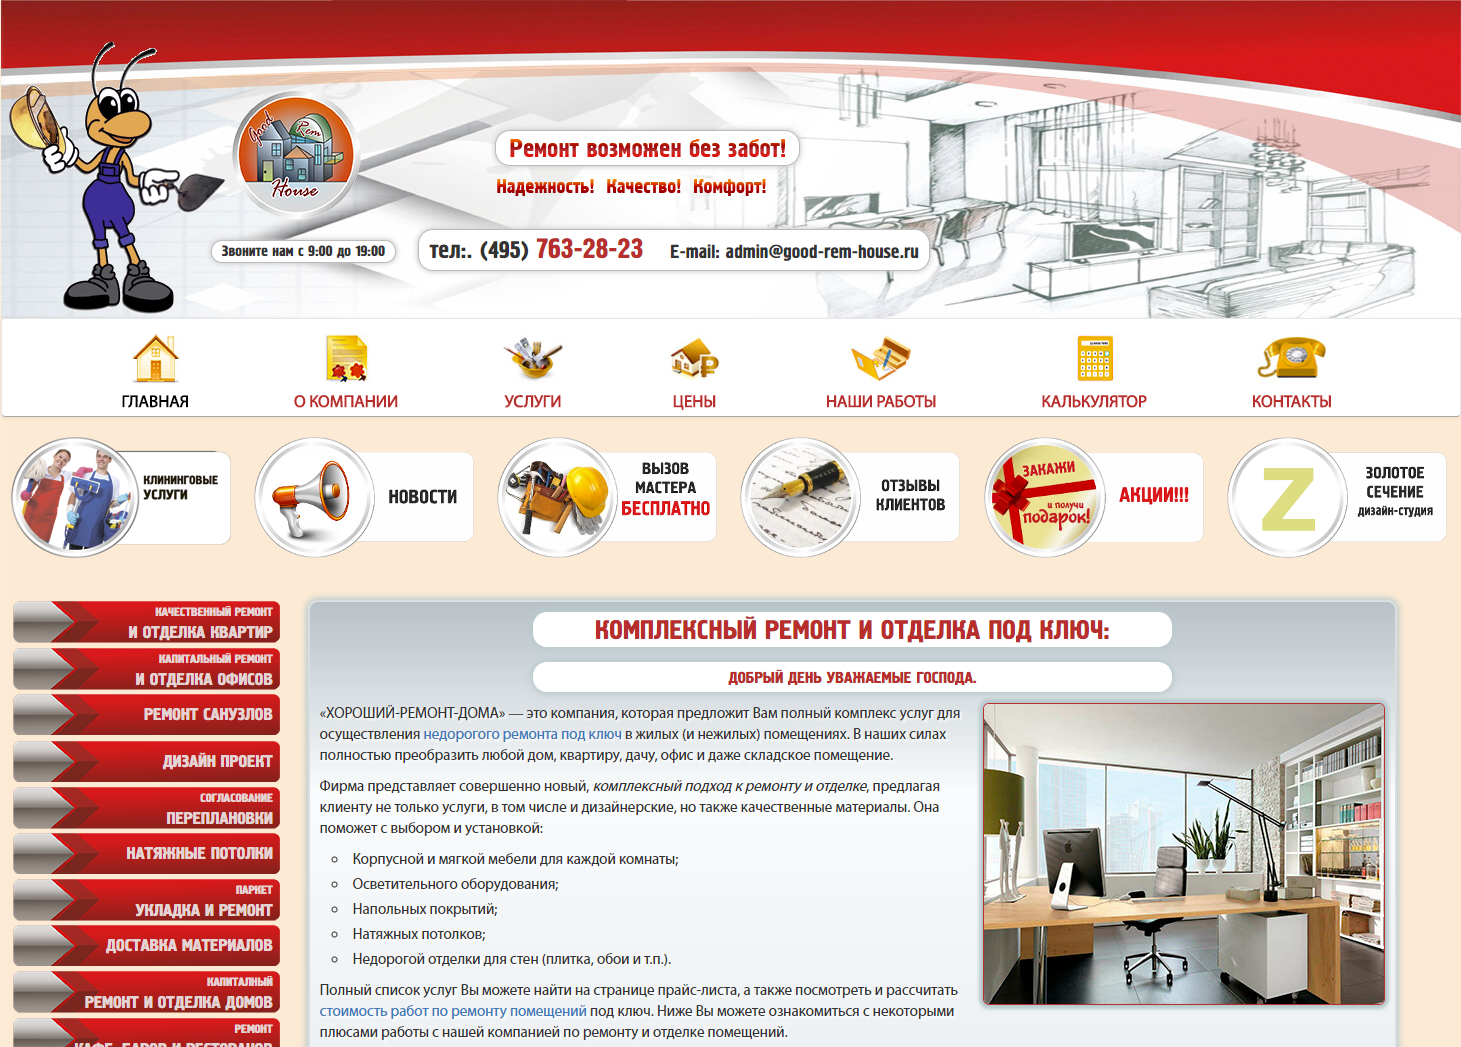 Good Rem
House
Ремонт возможен без забот!
Надежность! Качество! Комфорт!
Звоните нам с 9:00 до 19:00
тел:. (495) 763-28-23 E-mail: admin@good-rem-house.ru
ГЛАВНАЯ
О КОМПАНИИ
УСЛУГИ
ЦЕНЫ
НАШИ РАБОТЫ
КАЛЬКУЛЯТОР
КОНТАКТЫ
КЛИНИНГОВЫЕ
УСЛУГИ
НОВОСТИ
ВЫЗОВ
МАСТЕРА
БЕСПЛАТНО
ОТЗЫВЫ
КЛИЕНТОВ
ЗАКАЖИ
и получи
подарок!
АКЦИИ!!!
Z
ЗОЛОТОЕ
СЕЧЕНИЕ
дизайн-студия
КАЧЕСТВЕННЫЙ РЕМОНТ
И ОТДЕЛКА КВАРТИР
КАПИТАЛЬНЫЙ РЕМОНТ
И ОТДЕЛКА ОФИСОВ
РЕМОНТ САНУЗЛОВ
ДИЗАЙН ПРОЕКТ
СОГЛАСОВАНИЕ
ПЕРЕПЛАНОВКИ
НАТЯЖНЫЕ ПОТОЛКИ
ПАРКЕТ
УКЛАДКА И РЕМОНТ
ДОСТАВКА МАТЕРИАЛОВ
КАПИТАЛНЫЙ
РЕМОНТ И ОТДЕЛКА ДОМОВ
РЕМОНТ
КАФЕ, БАРОВ И РЕСТОРАНОВ
КОМПЛЕКСНЫЙ РЕМОНТ И ОТДЕЛКА ПОД КЛЮЧ:
ДОБРЫЙ ДЕНЬ УВАЖАЕМЫЕ ГОСПОДА.
«ХОРОШИЙ-РЕМОНТ-ДОМА» — это компания, которая предложит Вам полный комплекс услуг для
осуществления недорогого ремонта под ключ в жилых (и нежилых) помещениях. В наших силах
полностью преобразить любой дом, квартиру, дачу, офис и даже складское помещение.
Фирма представляет совершенно новый, комплексный подход к ремонту и отделке, предлагая
клиенту не только услуги, в том числе и дизайнерские, но также качественные материалы. Она
поможет с выбором и установкой:
Корпусной и мягкой мебели для каждой комнаты;
Осветительного оборудования;
Напольных покрытий;
Натяжных потолков;
Недорогой отделки для стен (плитка, обои и т.п.).
Полный список услуг Вы можете найти на странице прайс-листа, а также посмотреть и рассчитать
стоимость работ по ремонту помещений под ключ. Ниже Вы можете ознакомиться с некоторыми
плюсами работы с нашей компанией по ремонту и отделке помещений.